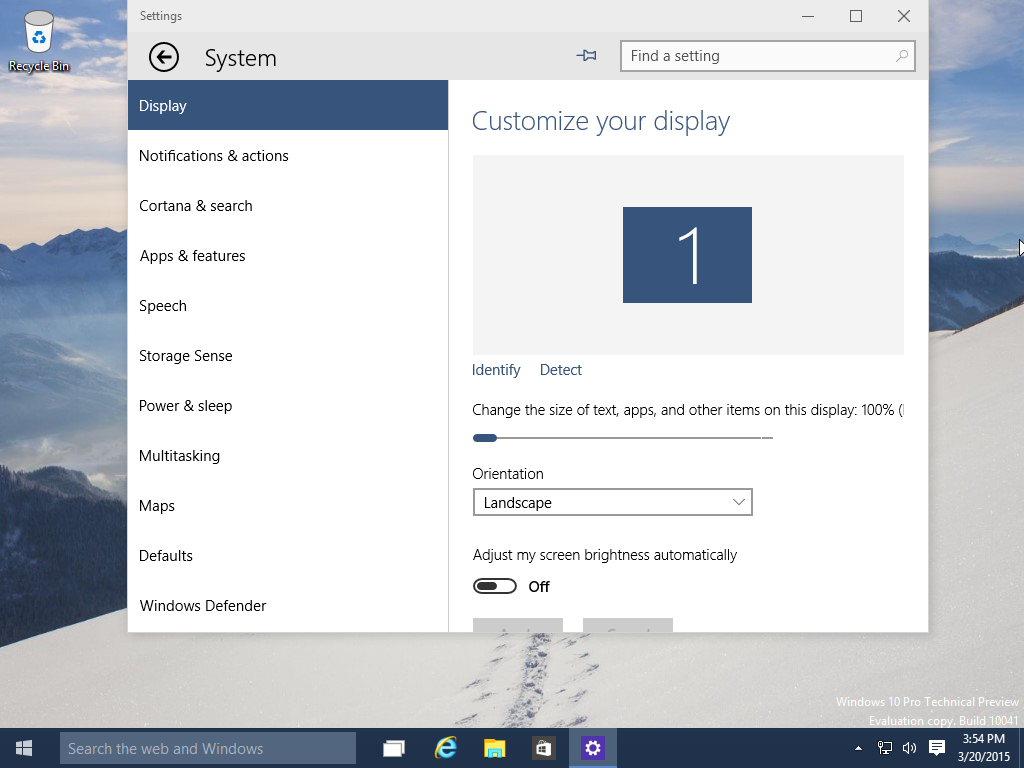 Settings
System
Find a setting
Recycle Bin
Display
Notifications & actions
Cortana & search
Apps & features
Speech
Storage Sense
Power & sleep
Multitasking
Maps
Defaults
Windows Defender
Customize your display
1
Identify Detect
Change the size of text, apps, and other items on this display: 100% (
Orientation
Landscape
Adjust my screen brightness automatically
Off
Windows 10 Pro Technical Preview
Evaluation copy. Build 10041
Search the web and Windows
3:54 PM
3/20/2015